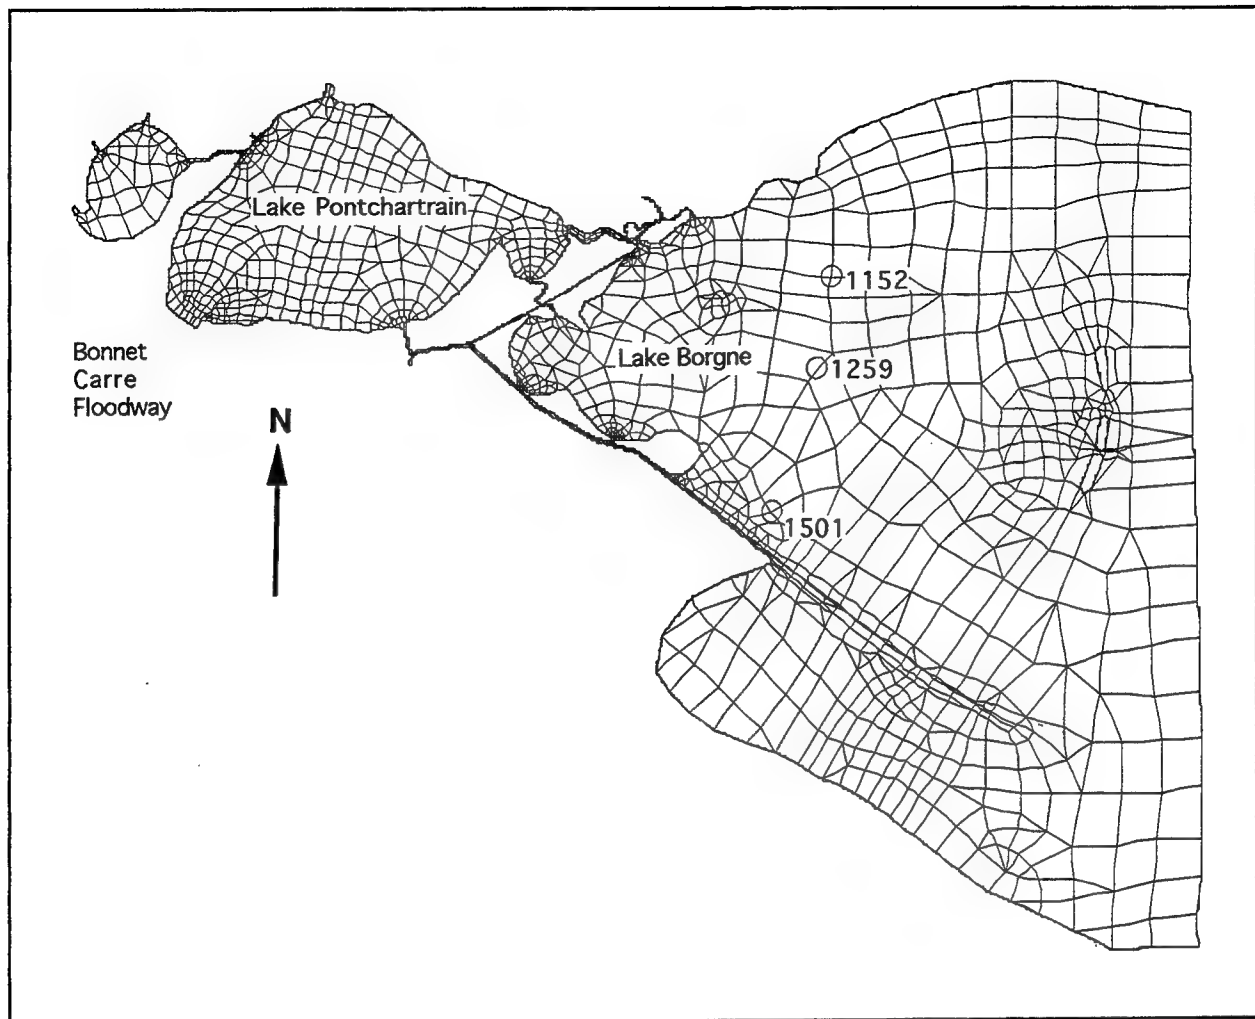 Lake Pontchartrain
1152
Lake Borgne
1259
Bonnet
Carre
Floodway
N
1501